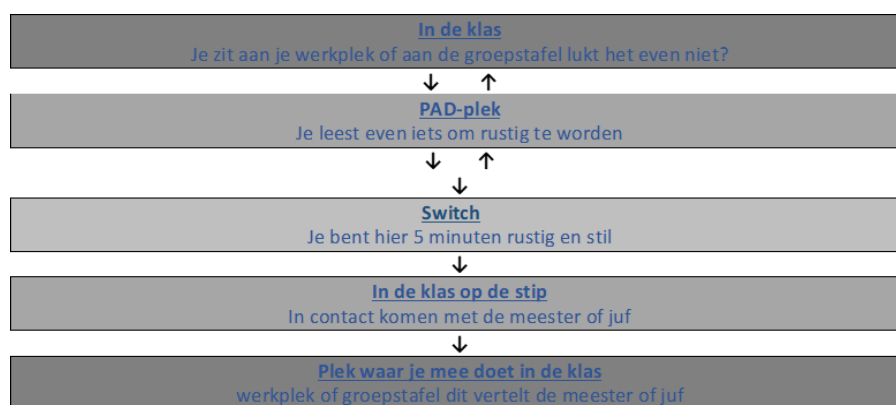 In de klas
Je zit aan je werkplek of aan de groepstafel lukt het even niet?
↓ ↑
PAD-plek
Je leest even iets om rustig te worden
↓ ↑
↓
Switch
Je bent hier 5 minuten rustig en stil
↓
In de klas op de stip
In contact komen met de meester of juf
↓
Plek waar je mee doet in de klas
werkplek of groepstafel dit vertelt de meester of juf